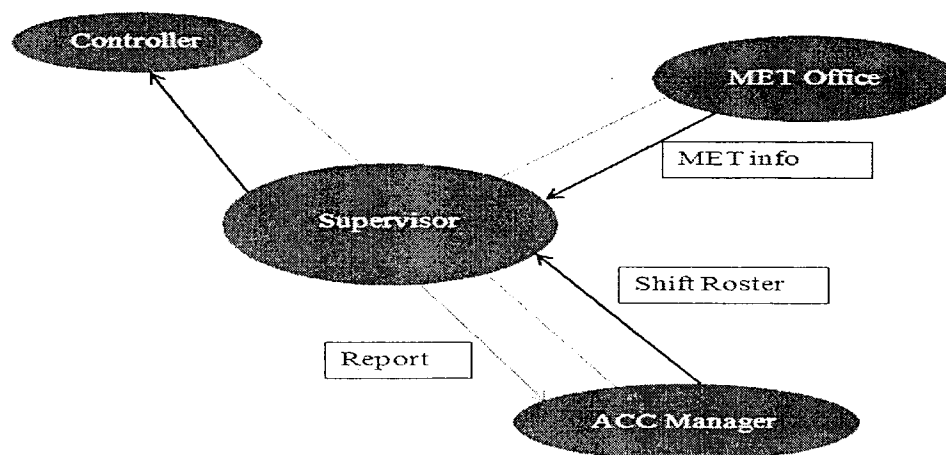 Controller
MET Office
MET info
Supervisor
Shift Roster
Report
ACC Manager